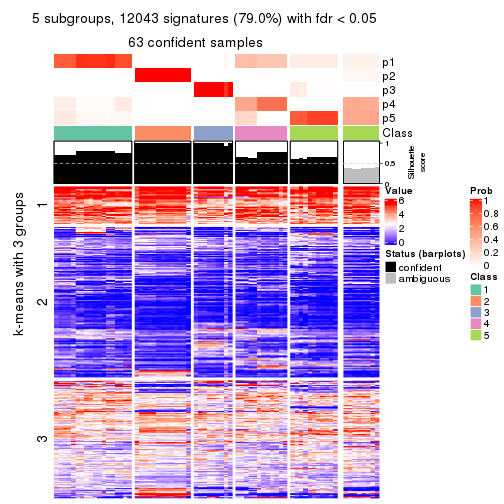 5 subgroups, 12043 signatures (79.0%) with fdr < 0.05
63 confident samples
p1
p2
p3
p4
p5
Class
1
0.5
0
Silhouette
score
k-means with 3 groups
1
2
3
Value
6
4
2
0
Status (barplots)
confident
ambiguous
Prob
1
0.8
0.6
0.4
0.2
0
Class
1
2
3
4
5